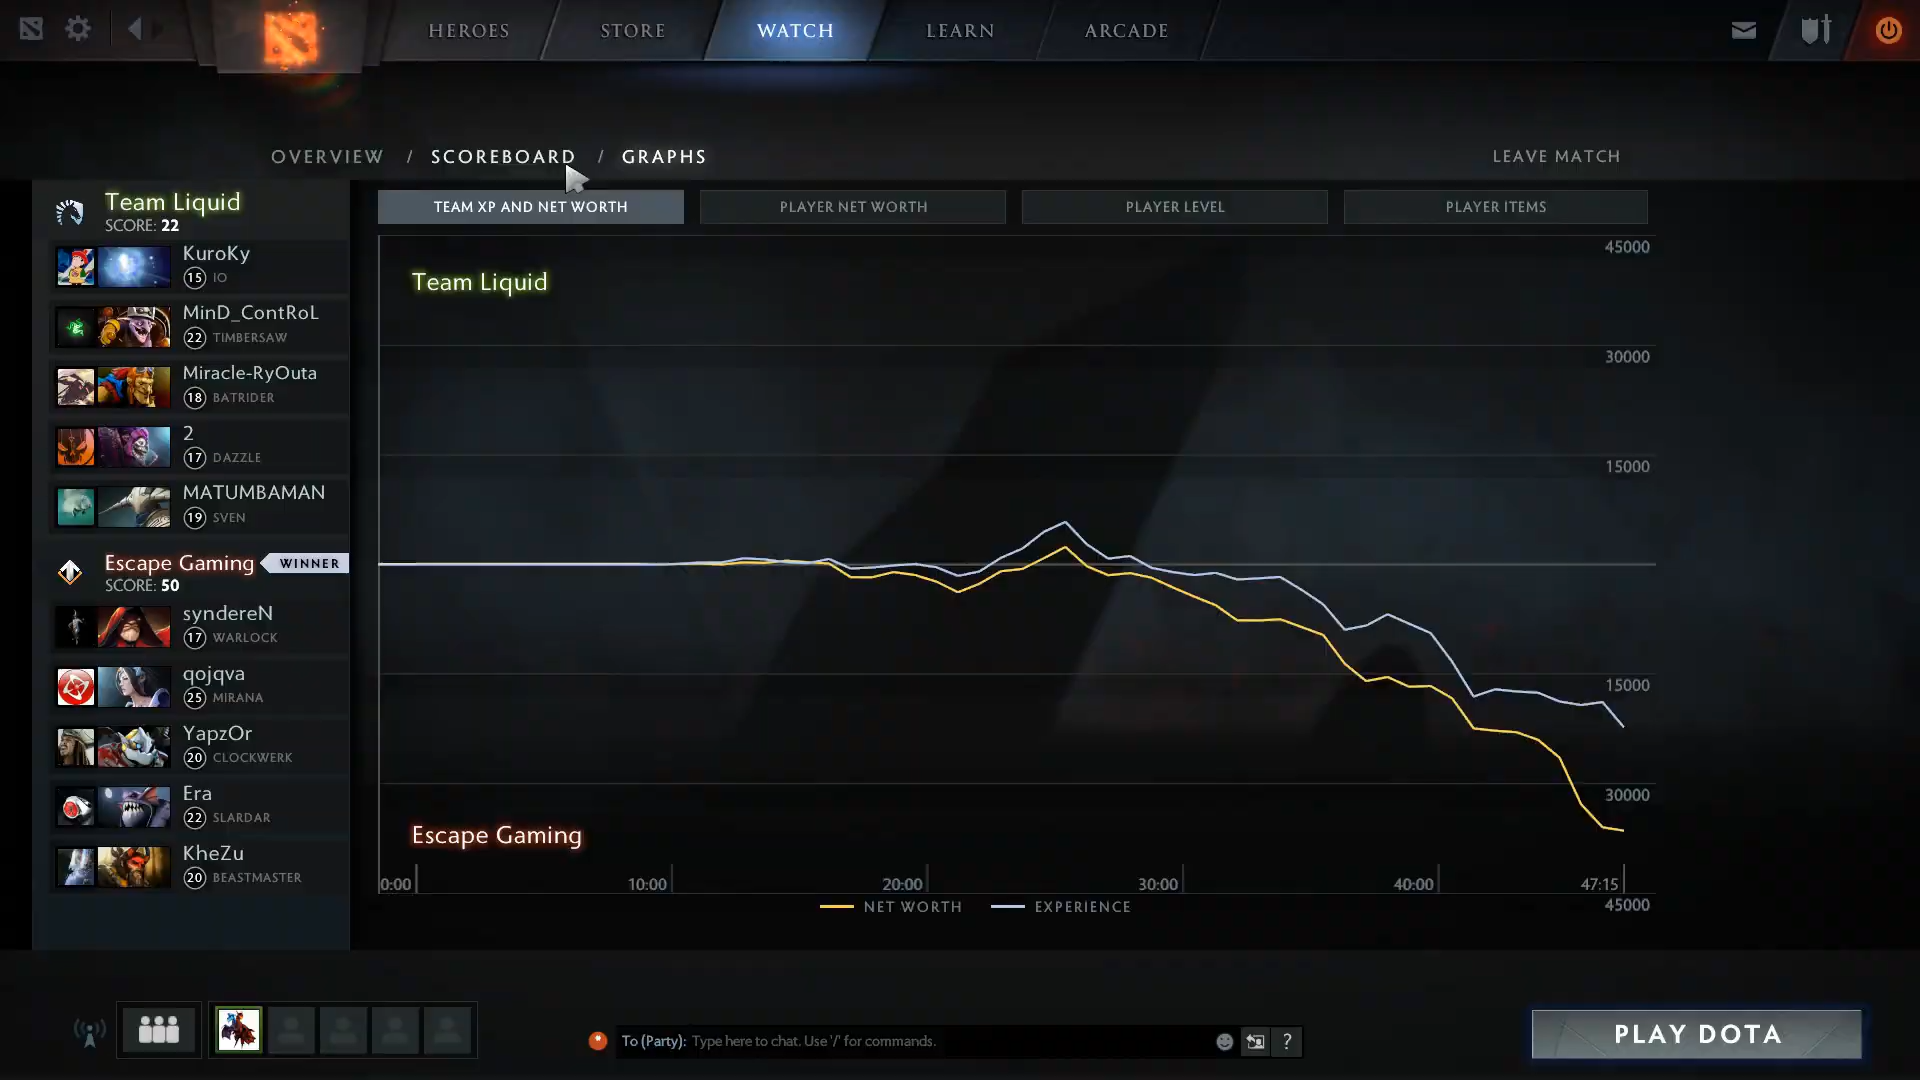 HEROES
STORE
WATCH
LEARN
ARCADE
OVERVIEW / SCOREBOARD / GRAPHS
LEAVE MATCH
Team Liquid
SCORE: 22
KuroKy
15 IO
MinD_ContRoL
22 TIMBERSAW
Miracle-RyOuta
18 BATRIDER
2
17 DAZZLE
MATUMBAMAN
19 SVEN
Escape Gaming
WINNER
SCORE: 50
syndereN
17 WARLOCK
qojqva
25 MIRANA
YapzOr
20 CLOCKWERK
Era
22 SLARDAR
KheZu
20 BEASTMASTER
TEAM XP AND NET WORTH
PLAYER NET WORTH
PLAYER LEVEL
PLAYER ITEMS
Team Liquid
45000
30000
15000
15000
30000
Escape Gaming
0:00
10:00
20:00
30:00
40:00
47:15
45000
NET WORTH
EXPERIENCE
To (Party): Type here to chat. Use '/' for commands.
?
PLAY DOTA